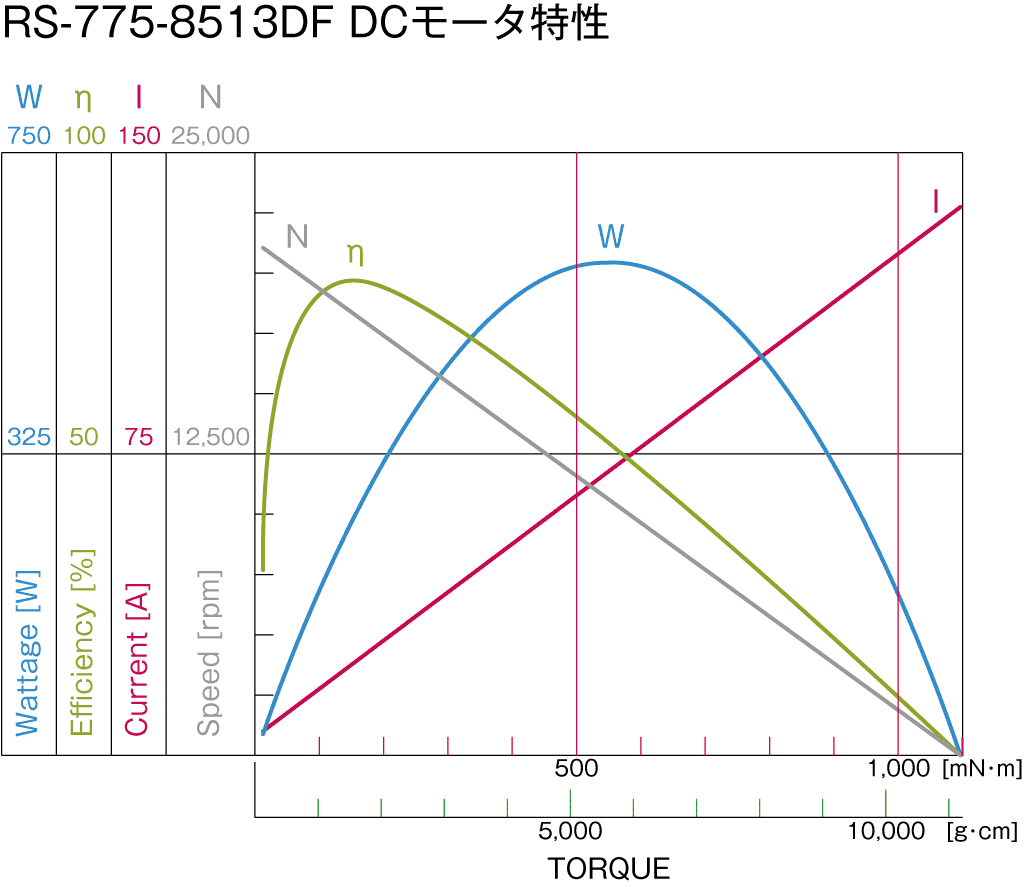 RS-775-8513DF DCモータ特性
W η I N
750 100 150 25,000
I
N η W
325 50 75 12,500
Wattage [W]
Efficiency [%]
Current [A]
Speed [rpm]
500 1,000 [mN·m]
5,000 10,000 [g·cm]
TORQUE